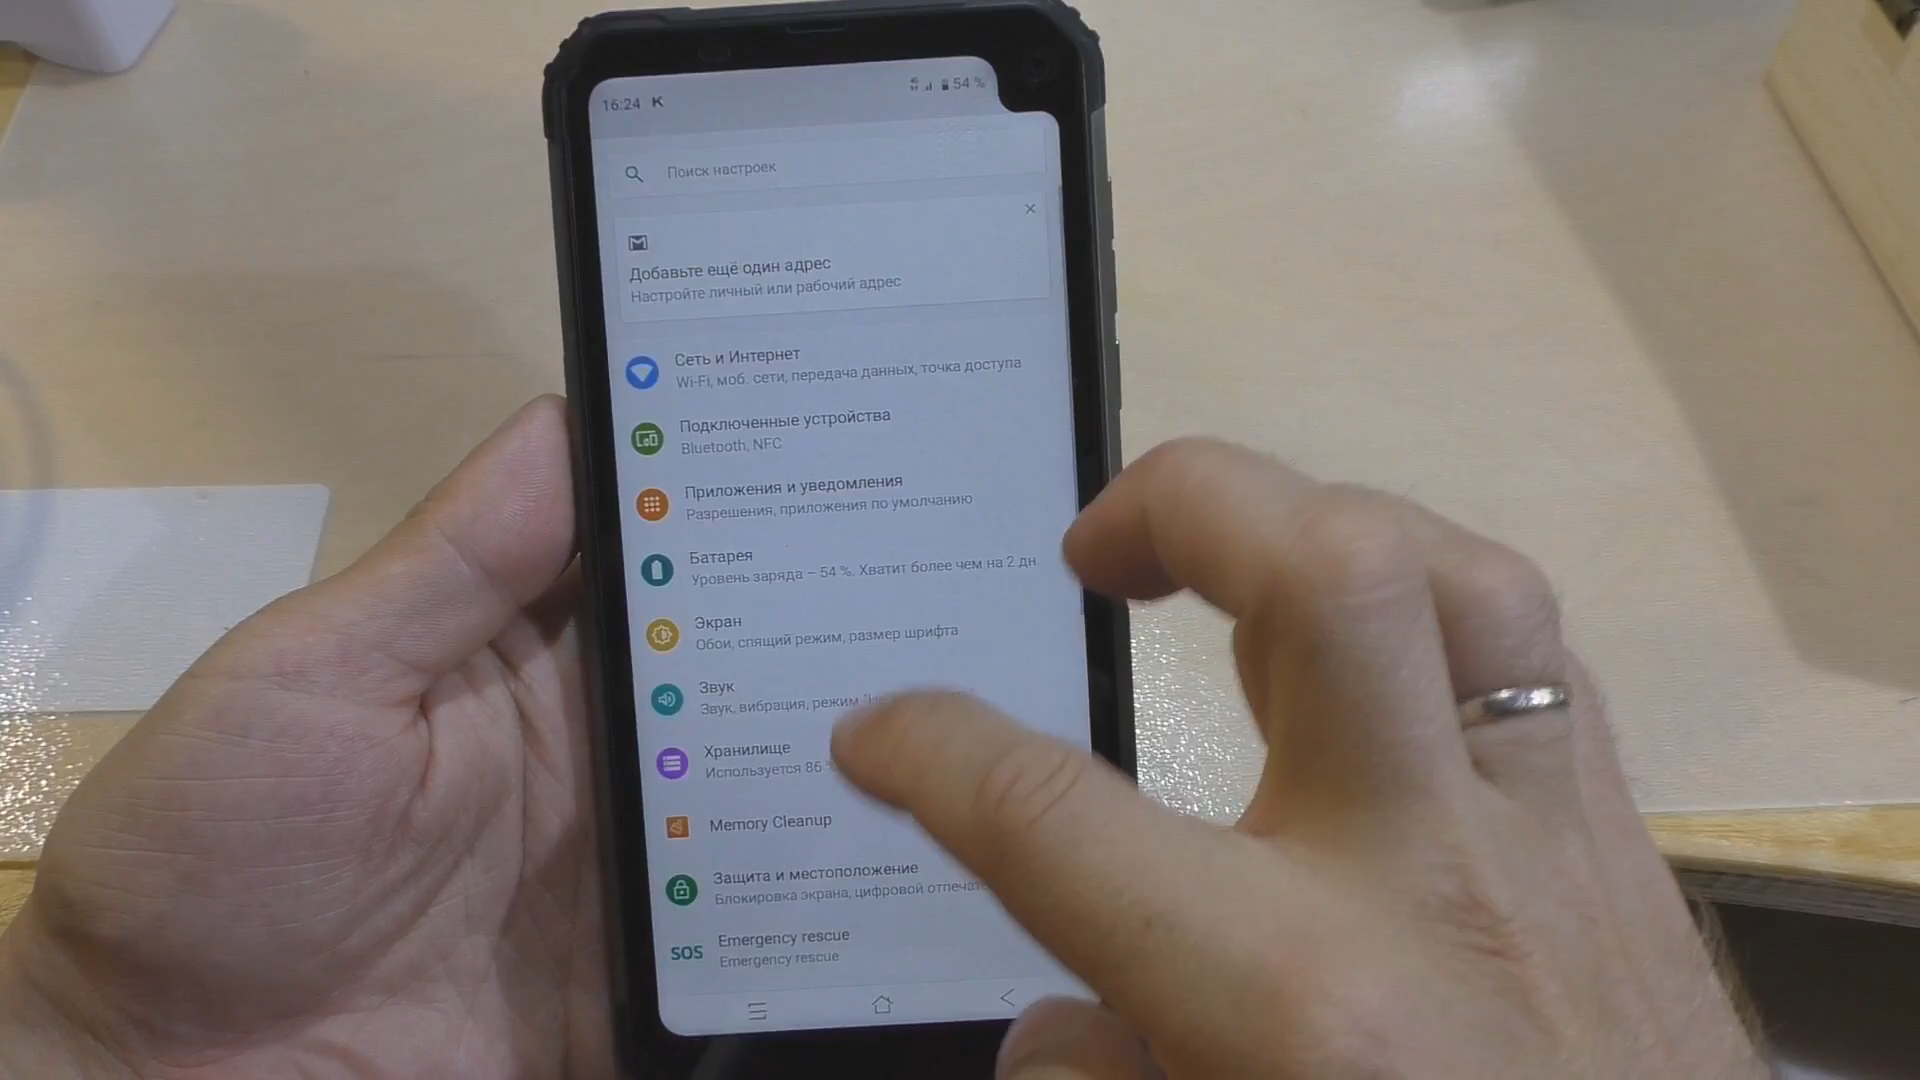 16:24 K 54 %
Поиск настроек
Добавьте ещё один адрес
Настройте личный или рабочий адрес
Сеть и Интернет
Wi-Fi, моб. сети, передача данных, точка доступа
Подключенные устройства
Bluetooth, NFC
Приложения и уведомления
Разрешения, приложения по умолчанию
Батарея
Уровень заряда – 54 %. Хватит более чем на 2 дн.
Экран
Обои, спящий режим, размер шрифта
Звук
Звук, вибрация, режим
Хранилище
Используется 86 %
Memory Cleanup
Защита и местоположение
Блокировка экрана, цифровой
SOS Emergency rescue
Emergency rescue